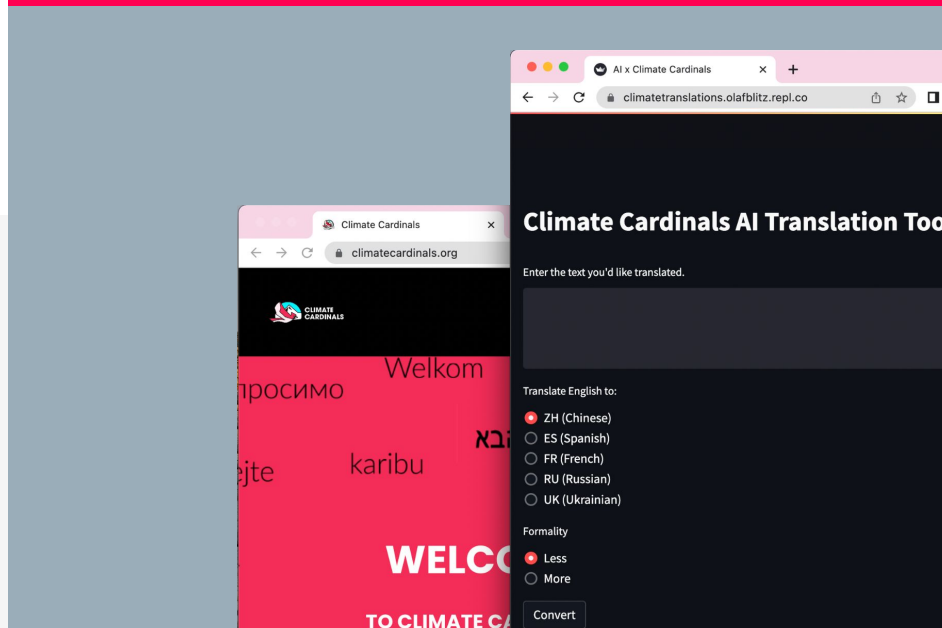 AI x Climate Cardinals
climatetranslations.olafblitz.repl.co
Climate Cardinals AI Translation Too
Enter the text you'd like translated.
Translate English to:
ZH (Chinese)
ES (Spanish)
FR (French)
RU (Russian)
UK (Ukrainian)
Formality
Less
More
Convert
Climate Cardinals
climatecardinals.org
CLIMATE
CARDINALS
Welkom
просимо
הבא
karibu
ejte
WELCO
TO CLIMATE CA